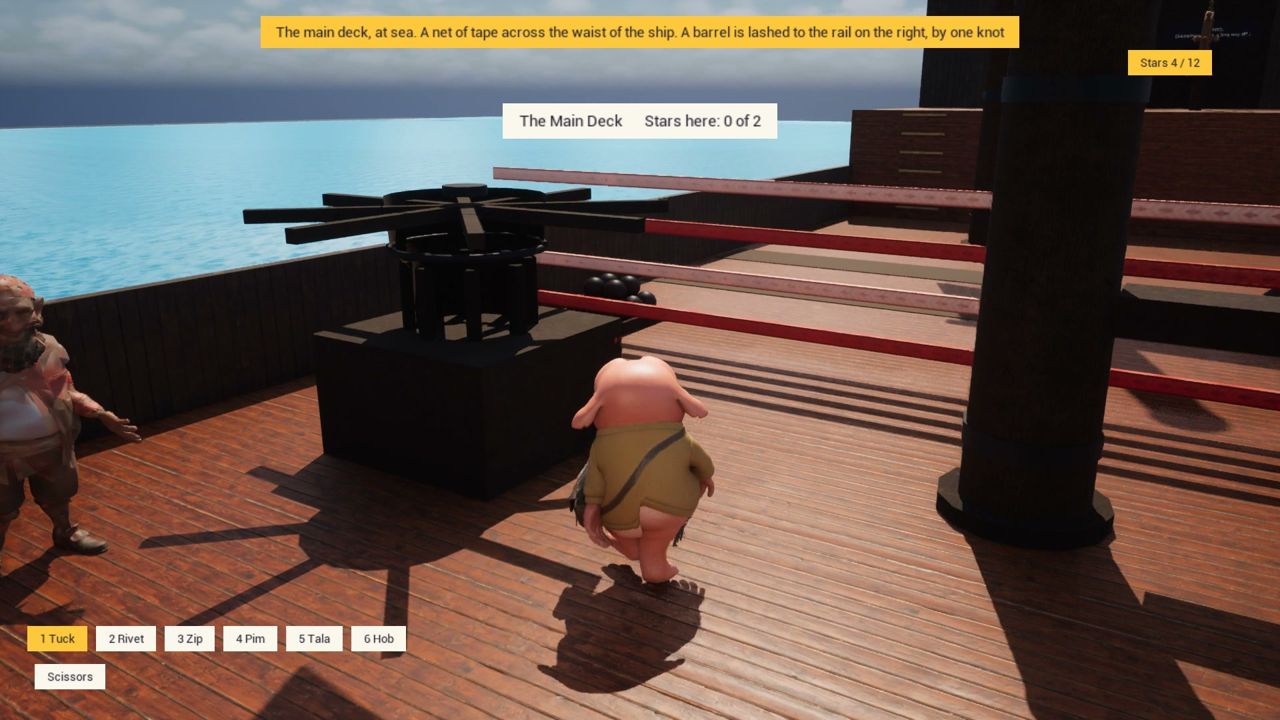 The main deck, at sea. A net of tape across the waist of the ship. A barrel is lashed to the rail on the right, by one knot
Stars 4 / 12
The Main Deck Stars here: 0 of 2
1 Tuck 2 Rivet 3 Zip 4 Pim 5 Tala 6 Hob
Scissors